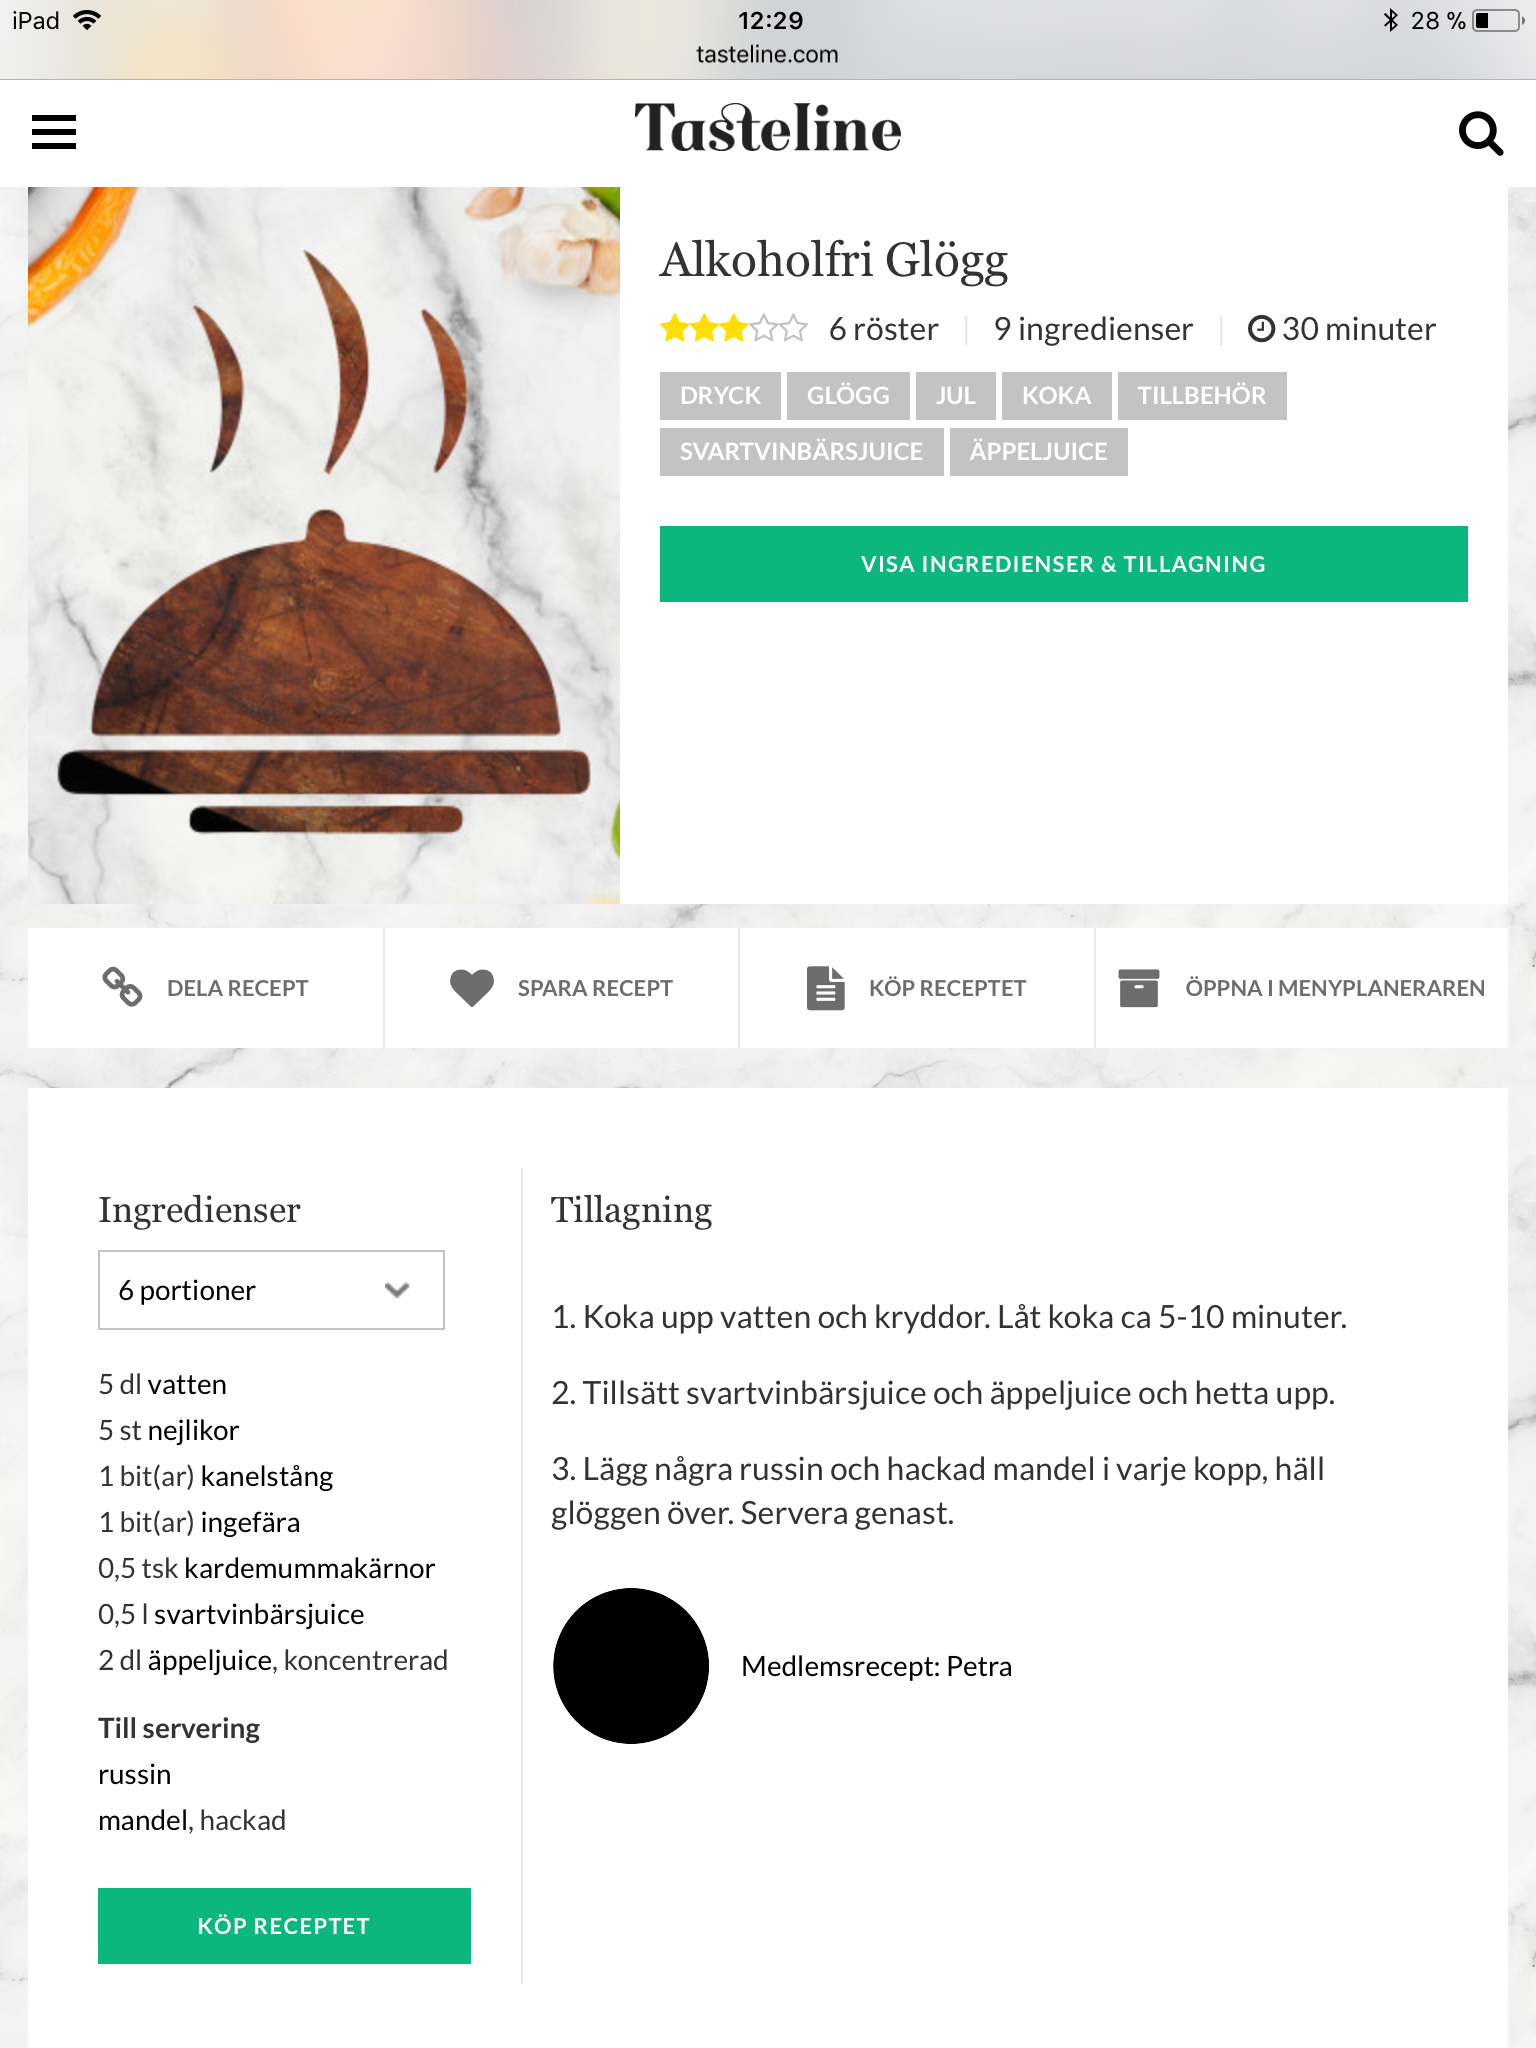 iPad
12:29
28 %
tasteline.com
Tasteline
Alkoholfri Glögg
6 röster
9 ingredienser
30 minuter
DRYCK
GLÖGG
JUL
KOKA
TILLBEHÖR
SVARTVINBÄRSJUICE
ÄPPELJUICE
VISA INGREDIENSER & TILLAGNING
DELA RECEPT
SPARA RECEPT
KÖP RECEPTET
ÖPPNA I MENYPLANERAREN
Ingredienser
6 portioner
5 dl vatten
5 st nejlikor
1 bit(ar) kanelstång
1 bit(ar) ingefära
0,5 tsk kardemummakärnor
0,5 l svartvinbärsjuice
2 dl äppeljuice, koncentrerad
Till servering
russin
mandel, hackad
KÖP RECEPTET
Tillagning
1. Koka upp vatten och kryddor. Låt koka ca 5-10 minuter.
2. Tillsätt svartvinbärsjuice och äppeljuice och hetta upp.
3. Lägg några russin och hackad mandel i varje kopp, häll
glöggen över. Servera genast.
Medlemsrecept: Petra